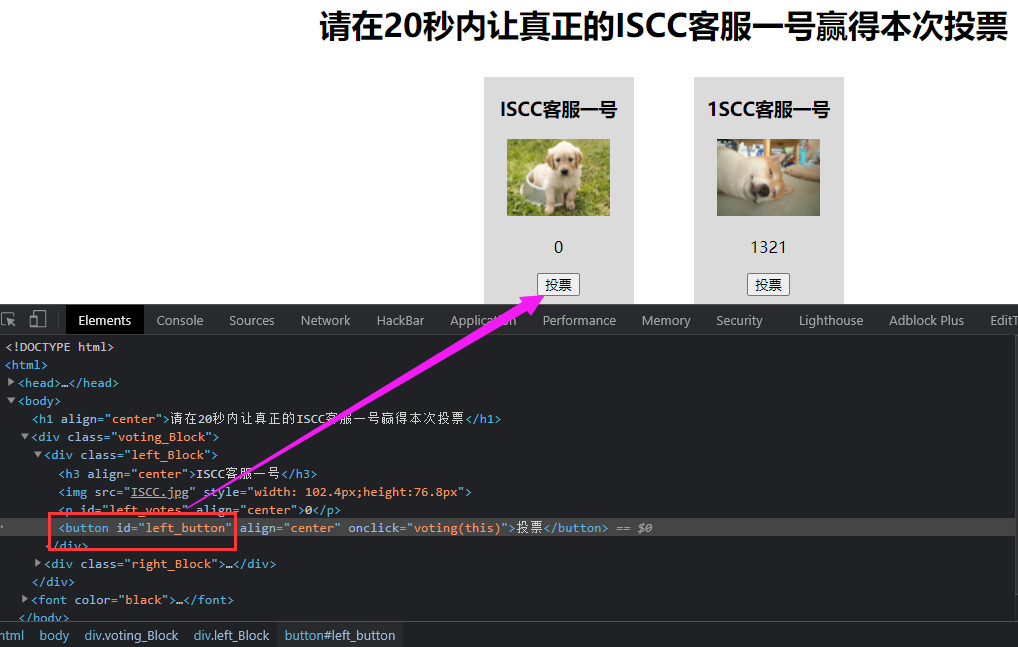 请在20秒内让真正的ISCC客服一号赢得本次投票
ISCC客服一号
1SCC客服一号
0
1321
投票
投票
Elements Console Sources Network HackBar Application Performance Memory Security Lighthouse Adblock Plus EditT
<!DOCTYPE html>
<html>
<head>…</head>
<body>
<h1 align="center">请在20秒内让真正的ISCC客服一号赢得本次投票</h1>
<div class="voting_Block">
<div class="left_Block">
<h3 align="center">ISCC客服一号</h3>
<img src="ISCC.jpg" style="width: 102.4px;height:76.8px">
<p id="left_votes" align="center">0</p>
<button id="left_button" align="center" onclick="voting(this)">投票</button> == $0
</div>
<div class="right_Block">…</div>
</div>
<font color="black">…</font>
</body>
html body div.voting_Block div.left_Block button#left_button